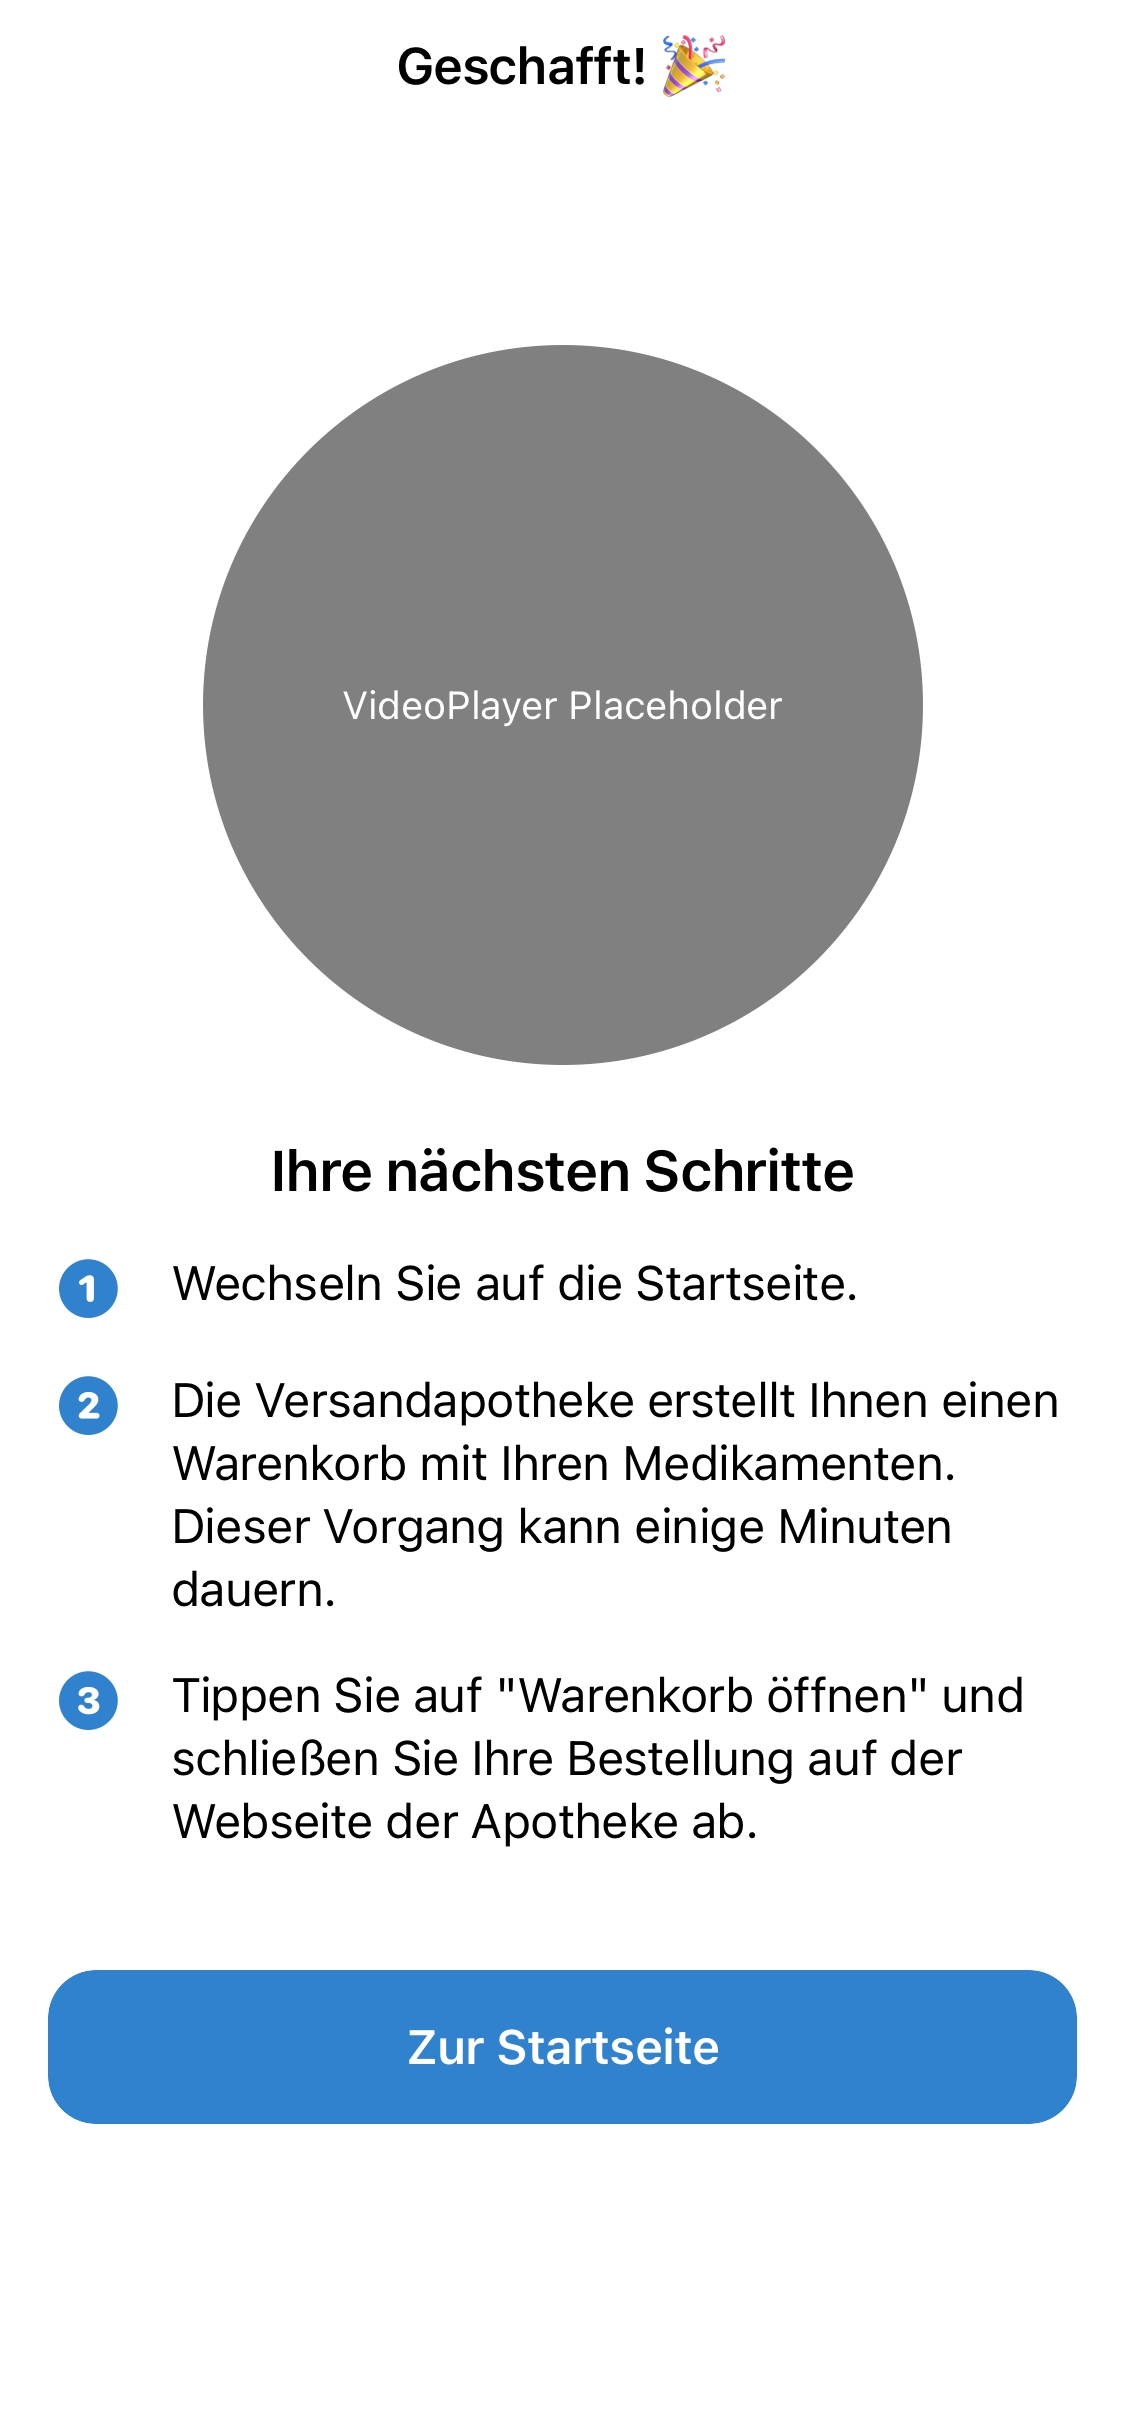 Geschafft! 🎉
VideoPlayer Placeholder
Ihre nächsten Schritte
1 Wechseln Sie auf die Startseite.
2 Die Versandapotheke erstellt Ihnen einen
Warenkorb mit Ihren Medikamenten.
Dieser Vorgang kann einige Minuten
dauern.
3 Tippen Sie auf "Warenkorb öffnen" und
schließen Sie Ihre Bestellung auf der
Webseite der Apotheke ab.
Zur Startseite